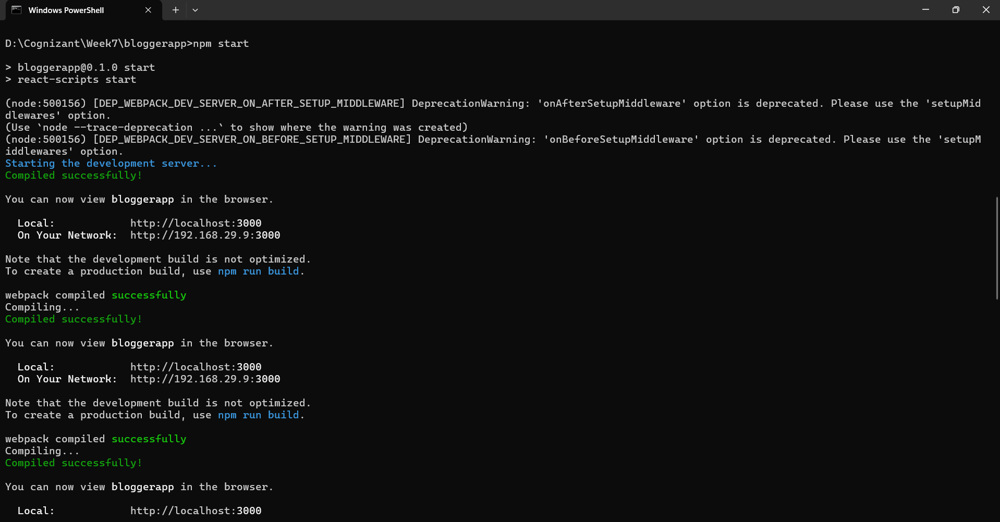 Windows PowerShell
D:\Cognizant\Week7\bloggerapp>npm start
> bloggerapp@0.1.0 start
> react-scripts start
(node:500156) [DEP_WEBPACK_DEV_SERVER_ON_AFTER_SETUP_MIDDLEWARE] DeprecationWarning: 'onAfterSetupMiddleware' option is deprecated. Please use the 'setupMid
dlewares' option.
(Use `node --trace-deprecation ...` to show where the warning was created)
(node:500156) [DEP_WEBPACK_DEV_SERVER_ON_BEFORE_SETUP_MIDDLEWARE] DeprecationWarning: 'onBeforeSetupMiddleware' option is deprecated. Please use the 'setupM
iddlewares' option.
Starting the development server...
Compiled successfully!
You can now view bloggerapp in the browser.
Local: http://localhost:3000
On Your Network: http://192.168.29.9:3000
Note that the development build is not optimized.
To create a production build, use npm run build.
webpack compiled successfully
Compiling...
Compiled successfully!
You can now view bloggerapp in the browser.
Local: http://localhost:3000
On Your Network: http://192.168.29.9:3000
Note that the development build is not optimized.
To create a production build, use npm run build.
webpack compiled successfully
Compiling...
Compiled successfully!
You can now view bloggerapp in the browser.
Local: http://localhost:3000